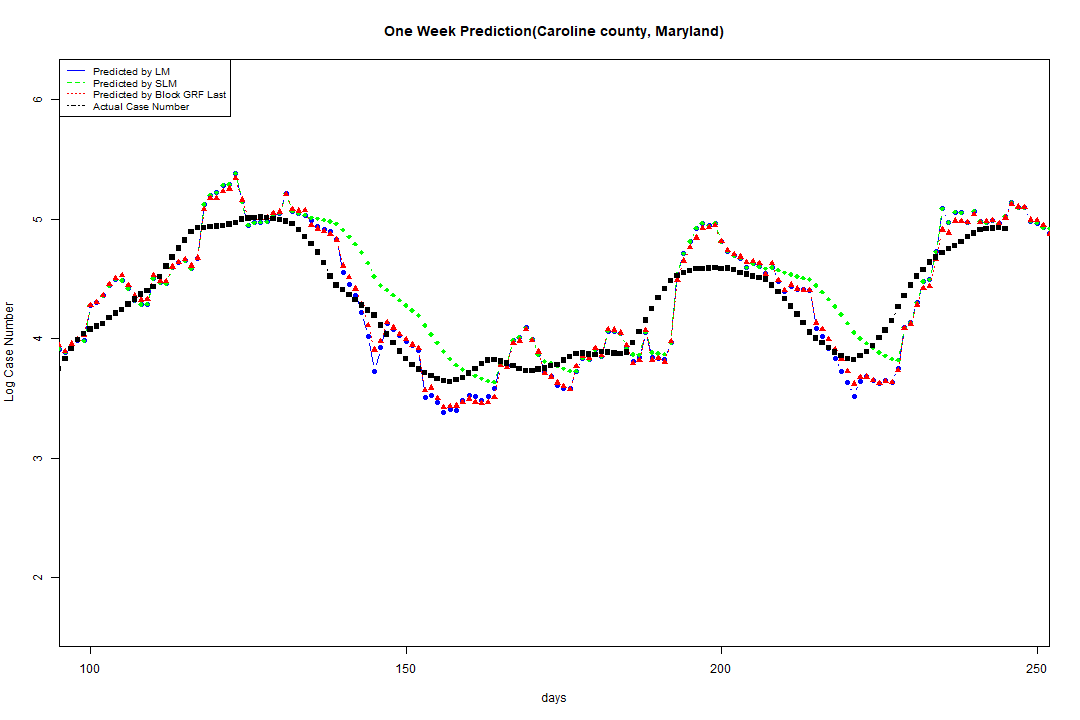 One Week Prediction(Caroline county, Maryland)
Predicted by LM
Predicted by SLM
Predicted by Block GRF Last
Actual Case Number
6
5
4
3
2
Log Case Number
100
150
200
250
days